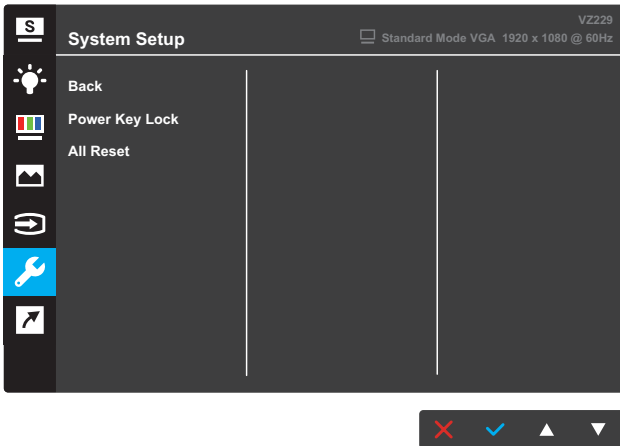 S
VZ229
System Setup
Standard Mode VGA 1920 x 1080 @ 60Hz
Back
Power Key Lock
All Reset